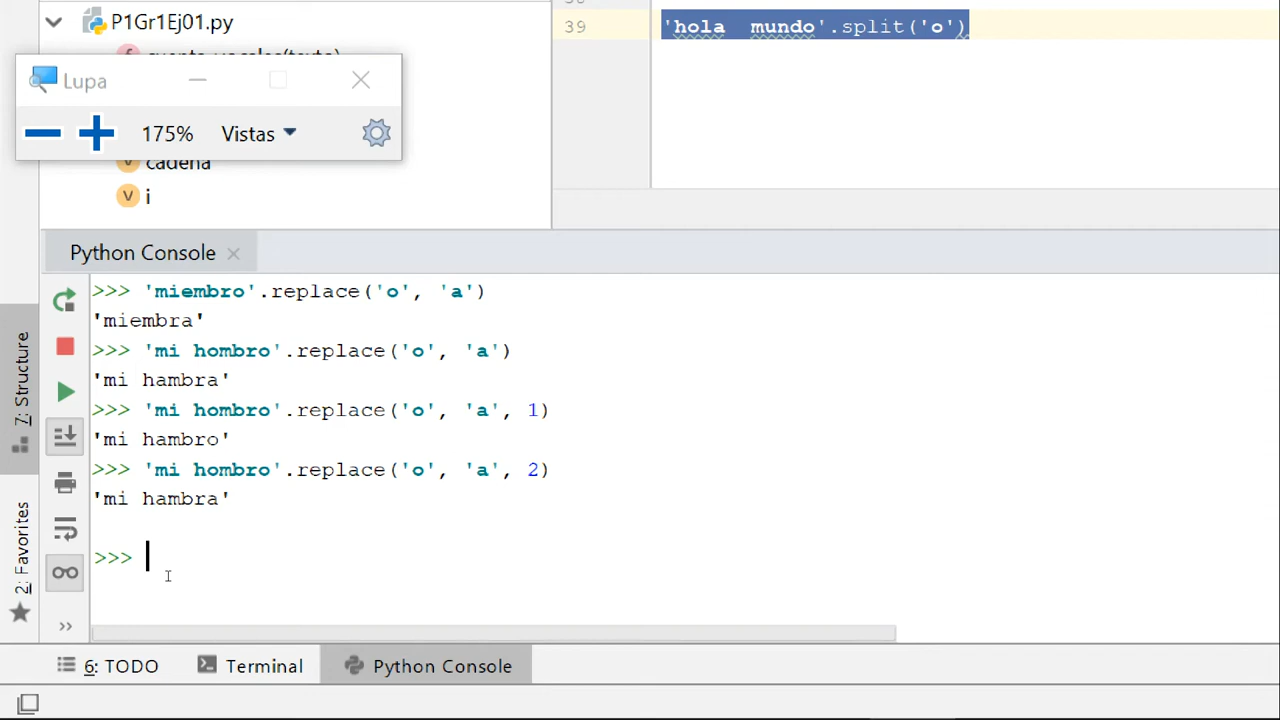 P1Gr1Ej01.py
39
'hola  mundo'.split('o')
Lupa
175%
Vistas
cadena
i
Python Console
>>> 'miembro'.replace('o', 'a')
'miembra'
>>> 'mi hombro'.replace('o', 'a')
'mi hambra'
>>> 'mi hombro'.replace('o', 'a', 1)
'mi hambro'
>>> 'mi hombro'.replace('o', 'a', 2)
'mi hambra'
>>>
7: Structure
2: Favorites
6: TODO
Terminal
Python Console